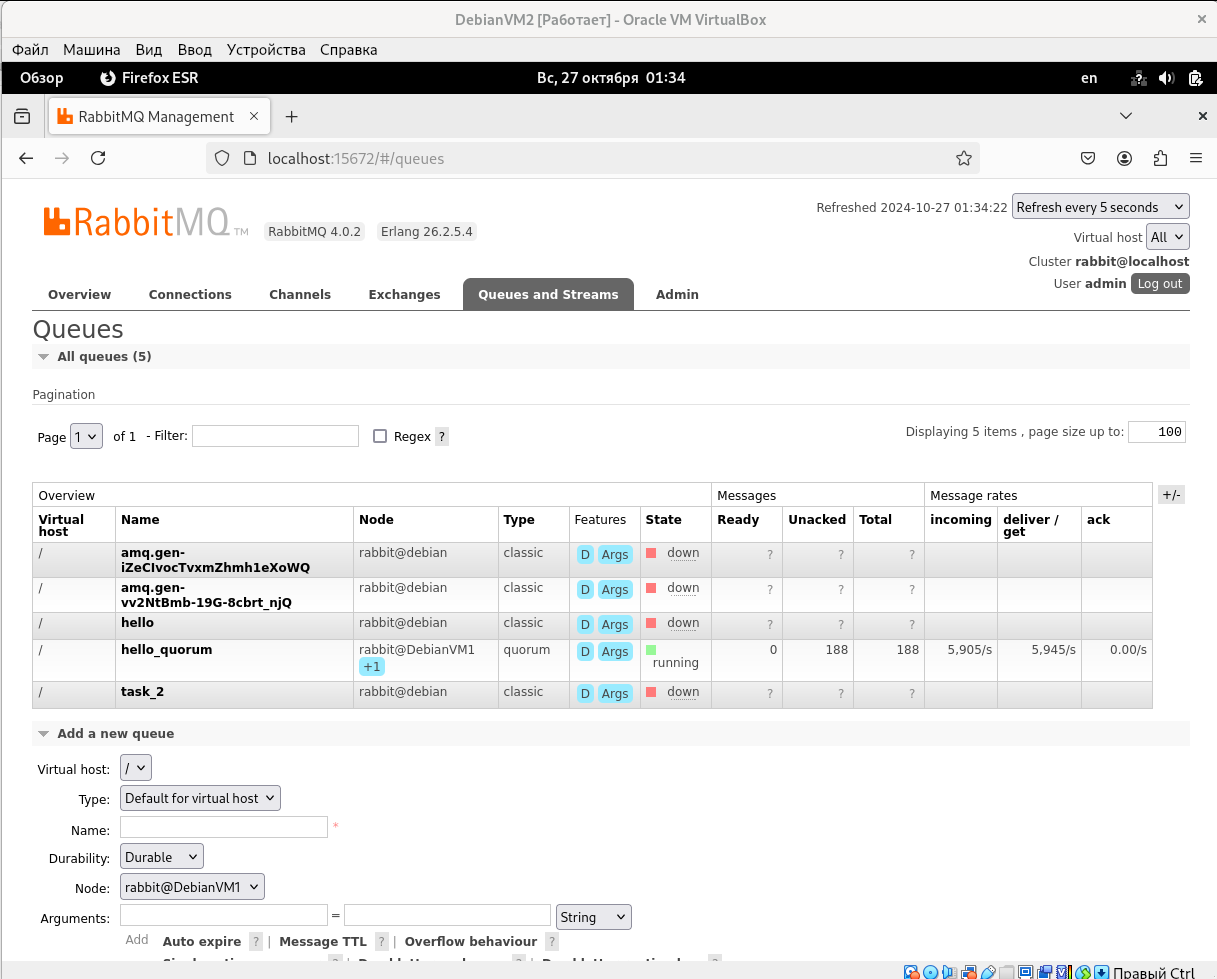 DebianVM2 [Работает] - Oracle VM VirtualBox
Файл Машина Вид Ввод Устройства Справка
Обзор Firefox ESR Вс, 27 октября 01:34 en
RabbitMQ Management
localhost:15672/#/queues
RabbitMQ TM RabbitMQ 4.0.2 Erlang 26.2.5.4
Refreshed 2024-10-27 01:34:22 Refresh every 5 seconds
Virtual host All
Cluster rabbit@localhost
User admin Log out
Overview Connections Channels Exchanges Queues and Streams Admin
Queues
All queues (5)
Pagination
Page 1 of 1 - Filter: Regex ? Displaying 5 items , page size up to: 100
Overview Messages Message rates +/-
Virtual host Name Node Type Features State Ready Unacked Total incoming deliver / get ack
/ amq.gen-iZeCIvocTvxmZhmh1eXoWQ rabbit@debian classic D Args down ? ? ?
/ amq.gen-vv2NtBmb-19G-8cbrt_njQ rabbit@debian classic D Args down ? ? ?
/ hello rabbit@debian classic D Args down ? ? ?
/ hello_quorum rabbit@DebianVM1 +1 quorum D Args running 0 188 188 5,905/s 5,945/s 0.00/s
/ task_2 rabbit@debian classic D Args down ? ? ?
Add a new queue
Virtual host: /
Type: Default for virtual host
Name: *
Durability: Durable
Node: rabbit@DebianVM1
Arguments: = String
Add Auto expire ? | Message TTL ? | Overflow behaviour ?
Правый Ctrl